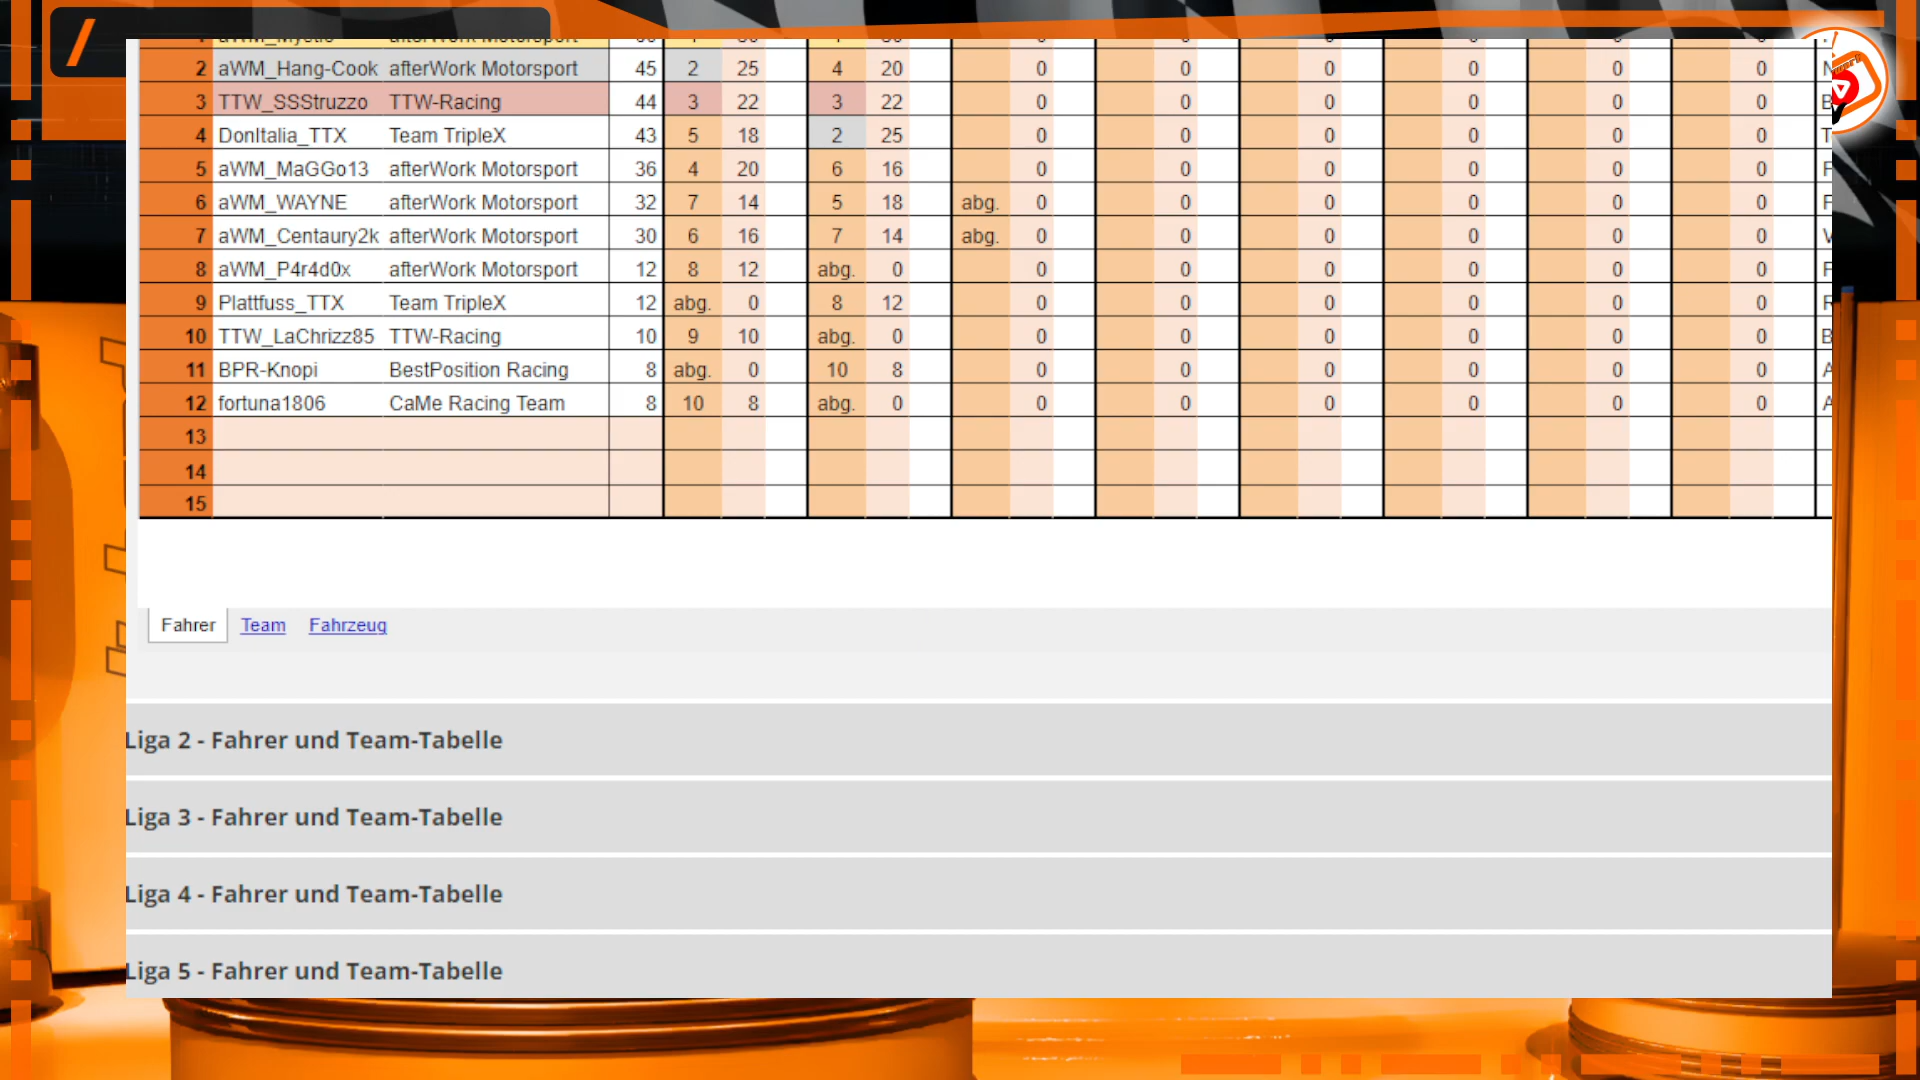 2 aWM_Hang-Cook afterWork Motorsport 45 2 25 4 20 0 0 0 0 0 0
3 TTW_SSStruzzo TTW-Racing 44 3 22 3 22 0 0 0 0 0 0
4 DonItalia_TTX Team TripleX 43 5 18 2 25 0 0 0 0 0 0
5 aWM_MaGGo13 afterWork Motorsport 36 4 20 6 16 0 0 0 0 0 0
6 aWM_WAYNE afterWork Motorsport 32 7 14 5 18 abg. 0 0 0 0 0 0
7 aWM_Centaury2k afterWork Motorsport 30 6 16 7 14 abg. 0 0 0 0 0 0
8 aWM_P4r4d0x afterWork Motorsport 12 8 12 abg. 0 0 0 0 0 0 0
9 Plattfuss_TTX Team TripleX 12 abg. 0 8 12 0 0 0 0 0 0
10 TTW_LaChrizz85 TTW-Racing 10 9 10 abg. 0 0 0 0 0 0 0
11 BPR-Knopi BestPosition Racing 8 abg. 0 10 8 0 0 0 0 0 0
12 fortuna1806 CaMe Racing Team 8 10 8 abg. 0 0 0 0 0 0 0
13
14
15
Fahrer Team Fahrzeug
Liga 2 - Fahrer und Team-Tabelle
Liga 3 - Fahrer und Team-Tabelle
Liga 4 - Fahrer und Team-Tabelle
Liga 5 - Fahrer und Team-Tabelle